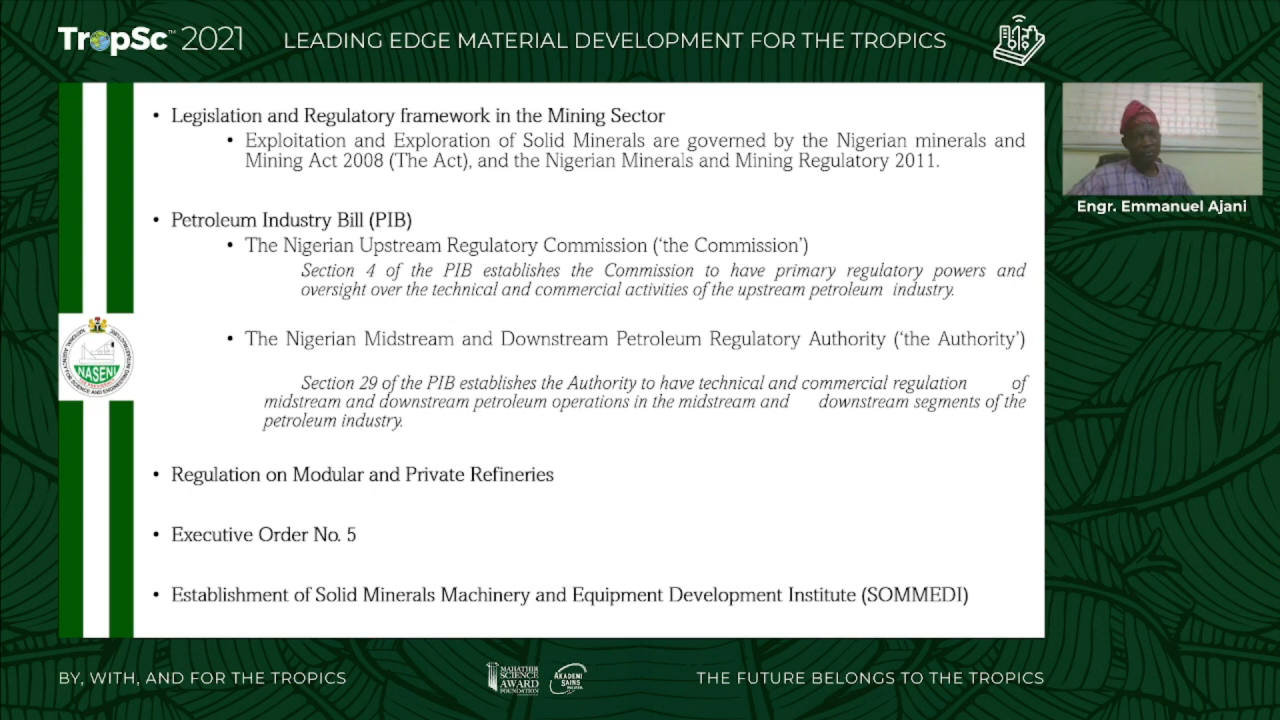 TropSc™ 2021
LEADING EDGE MATERIAL DEVELOPMENT FOR THE TROPICS
• Legislation and Regulatory framework in the Mining Sector
• Exploitation and Exploration of Solid Minerals are governed by the Nigerian minerals and
Mining Act 2008 (The Act), and the Nigerian Minerals and Mining Regulatory 2011.
• Petroleum Industry Bill (PIB)
• The Nigerian Upstream Regulatory Commission (‘the Commission’)
Section 4 of the PIB establishes the Commission to have primary regulatory powers and
oversight over the technical and commercial activities of the upstream petroleum industry.
• The Nigerian Midstream and Downstream Petroleum Regulatory Authority (‘the Authority’)
Section 29 of the PIB establishes the Authority to have technical and commercial regulation of
midstream and downstream petroleum operations in the midstream and downstream segments of the
petroleum industry.
• Regulation on Modular and Private Refineries
• Executive Order No. 5
• Establishment of Solid Minerals Machinery and Equipment Development Institute (SOMMEDI)
NASENI
Engr. Emmanuel Ajani
BY, WITH, AND FOR THE TROPICS
MAHATHIR
SCIENCE
AWARD
FOUNDATION
AKADEMI
SAINS
THE FUTURE BELONGS TO THE TROPICS